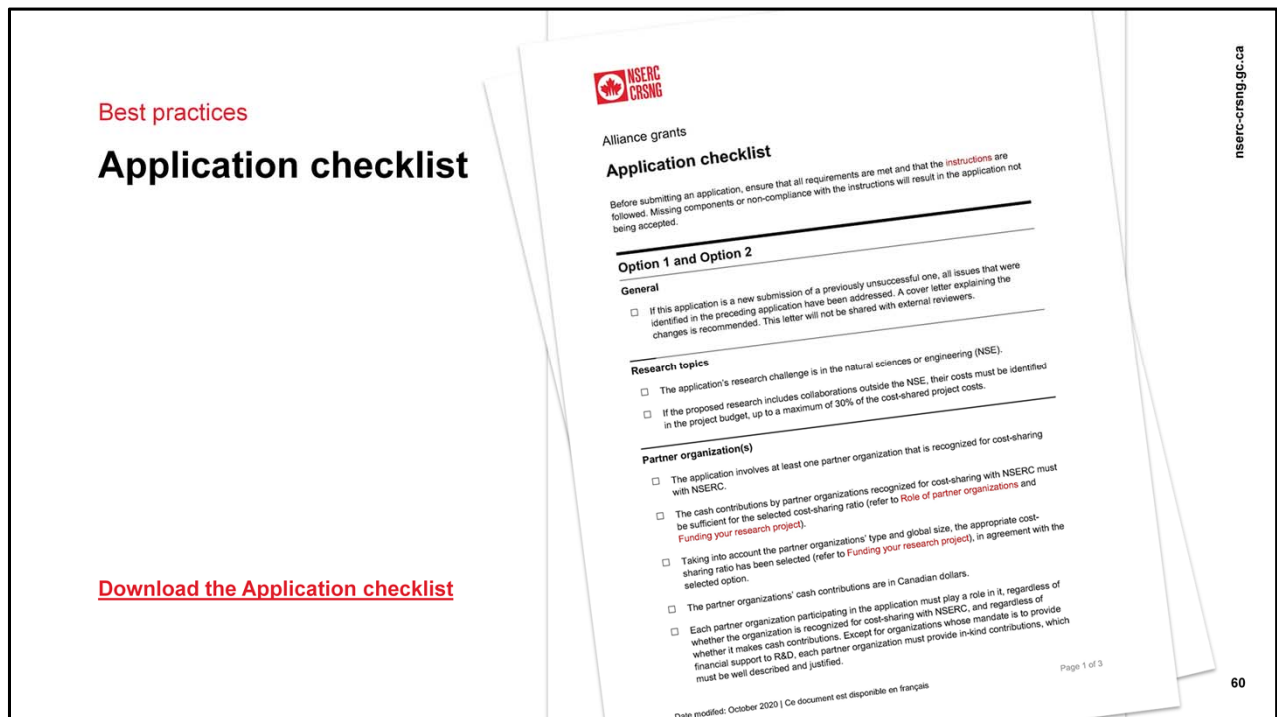 Best practices
Application checklist
Download the Application checklist
NSERC
CRSNG
Alliance grants
Application checklist
Before submitting an application, ensure that all requirements are met and that the instructions are
followed. Missing components or non-compliance with the instructions will result in the application not
being accepted.
Option 1 and Option 2
General
☐ If this application is a new submission of a previously unsuccessful one, all issues that were
identified in the preceding application have been addressed. A cover letter explaining the
changes is recommended. This letter will not be shared with external reviewers.
Research topics
☐ The application's research challenge is in the natural sciences or engineering (NSE).
☐ If the proposed research includes collaborations outside the NSE, their costs must be identified
in the project budget, up to a maximum of 30% of the cost-shared project costs.
Partner organization(s)
☐ The application involves at least one partner organization that is recognized for cost-sharing
with NSERC.
☐ The cash contributions by partner organizations recognized for cost-sharing with NSERC must
be sufficient for the selected cost-sharing ratio (refer to Role of partner organizations and
Funding your research project).
☐ Taking into account the partner organizations' type and global size, the appropriate cost-
sharing ratio has been selected (refer to Funding your research project), in agreement with the
selected option.
☐ The partner organizations' cash contributions are in Canadian dollars.
☐ Each partner organization participating in the application must play a role in it, regardless of
whether the organization is recognized for cost-sharing with NSERC, and regardless of
whether it makes cash contributions. Except for organizations whose mandate is to provide
financial support to R&D, each partner organization must provide in-kind contributions, which
must be well described and justified.
Page 1 of 3
Date modifed: October 2020 | Ce document est disponible en français
nserc-crsng.gc.ca
60